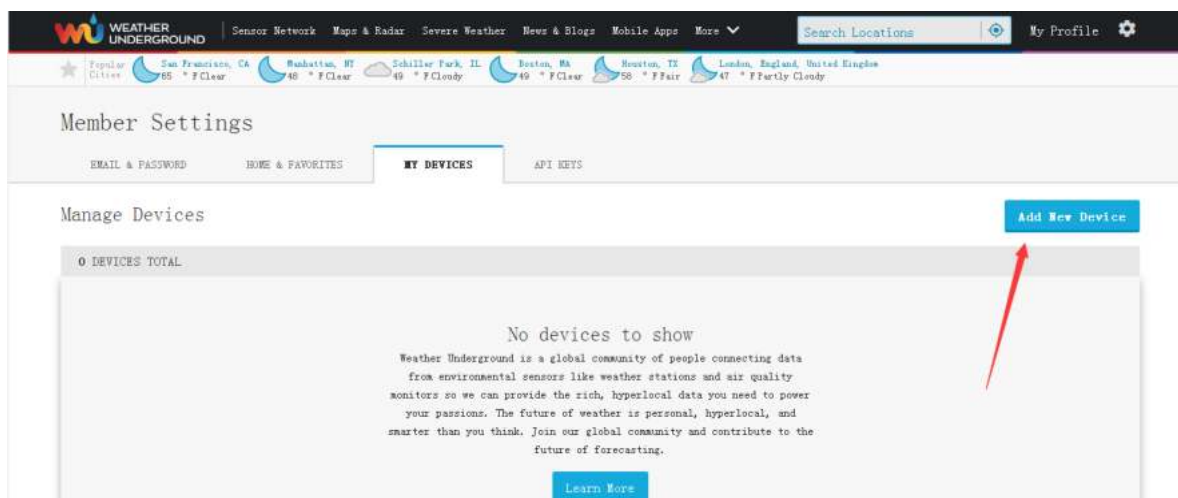 WEATHER UNDERGROUND Sensor Network Maps & Radar Severe Weather News & Blogs Mobile Apps More Search Locations My Profile
Popular Cities San Francisco, CA 65 ° F Clear Manhattan, NY 48 ° F Clear Schiller Park, IL 49 ° F Cloudy Boston, MA 49 ° F Clear Houston, TX 58 ° F Fair London, England, United Kingdom 47 ° F Partly Cloudy
Member Settings
EMAIL & PASSWORD HOME & FAVORITES MY DEVICES API KEYS
Manage Devices Add New Device
0 DEVICES TOTAL
No devices to show
Weather Underground is a global community of people connecting data
from environmental sensors like weather stations and air quality
monitors so we can provide the rich, hyperlocal data you need to power
your passions. The future of weather is personal, hyperlocal, and
smarter than you think. Join our global community and contribute to the
future of forecasting.
Learn More